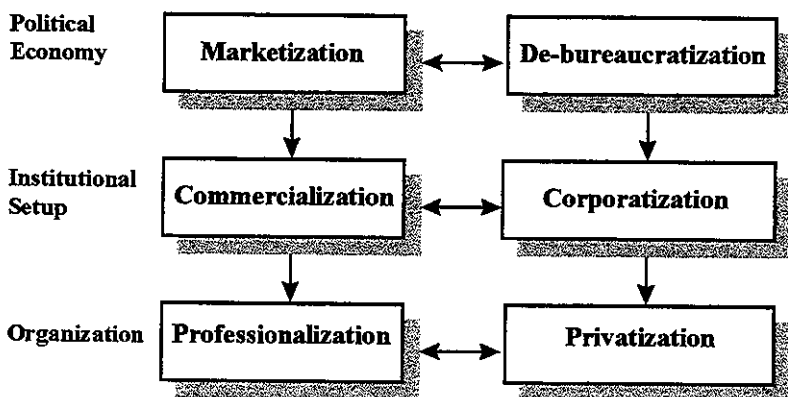 Political
Economy
Marketization
De-bureaucratization
Institutional
Setup
Commercialization
Corporatization
Organization
Professionalization
Privatization